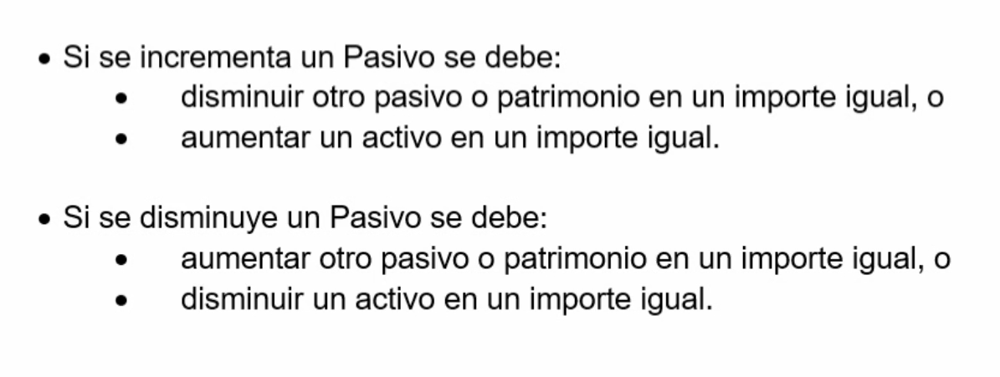 • Si se incrementa un Pasivo se debe:
• disminuir otro pasivo o patrimonio en un importe igual, o
• aumentar un activo en un importe igual.
• Si se disminuye un Pasivo se debe:
• aumentar otro pasivo o patrimonio en un importe igual, o
• disminuir un activo en un importe igual.